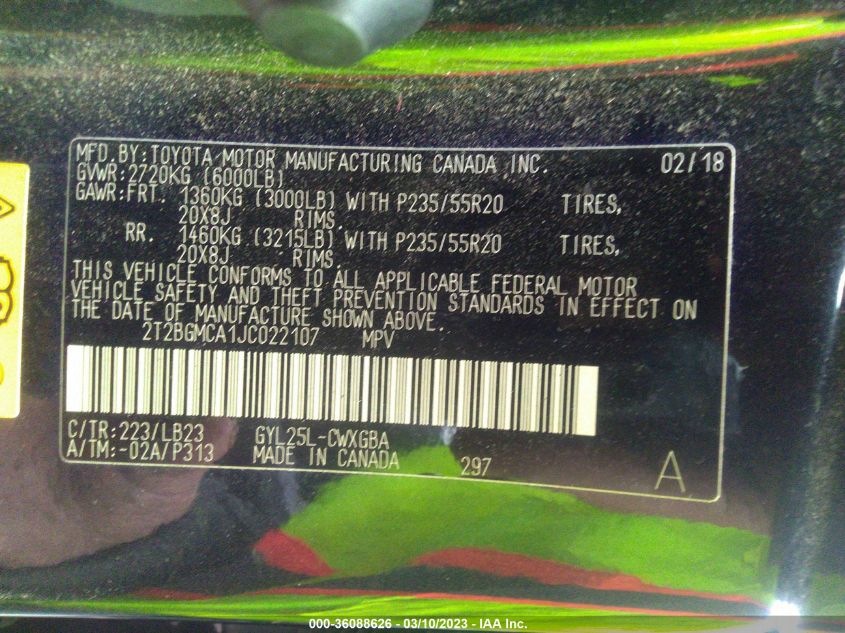 MFD.BY:TOYOTA MOTOR MANUFACTURING CANADA INC. 02/18
GVWR:2720KG (6000LB)
GAWR:FRT. 1360KG (3000LB) WITH P235/55R20 TIRES,
20X8J RIMS.
RR. 1460KG (3215LB) WITH P235/55R20 TIRES,
20X8J RIMS.
THIS VEHICLE CONFORMS TO ALL APPLICABLE FEDERAL MOTOR
VEHICLE SAFETY AND THEFT PREVENTION STANDARDS IN EFFECT ON
THE DATE OF MANUFACTURE SHOWN ABOVE.
2T2BGMCA1JC022107 MPV
C/TR:223/LB23 GYL25L-CWXGBA
A/TM:-02A/P313 MADE IN CANADA 297 A
000-36088626 - 03/10/2023 - IAA Inc.